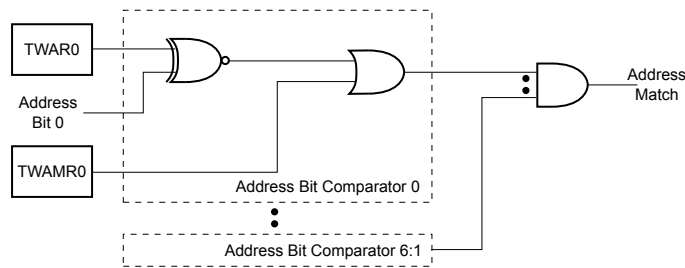 TWAR0
Address
Bit 0
TWAMR0
Address Bit Comparator 0
Address Bit Comparator 6:1
Address
Match